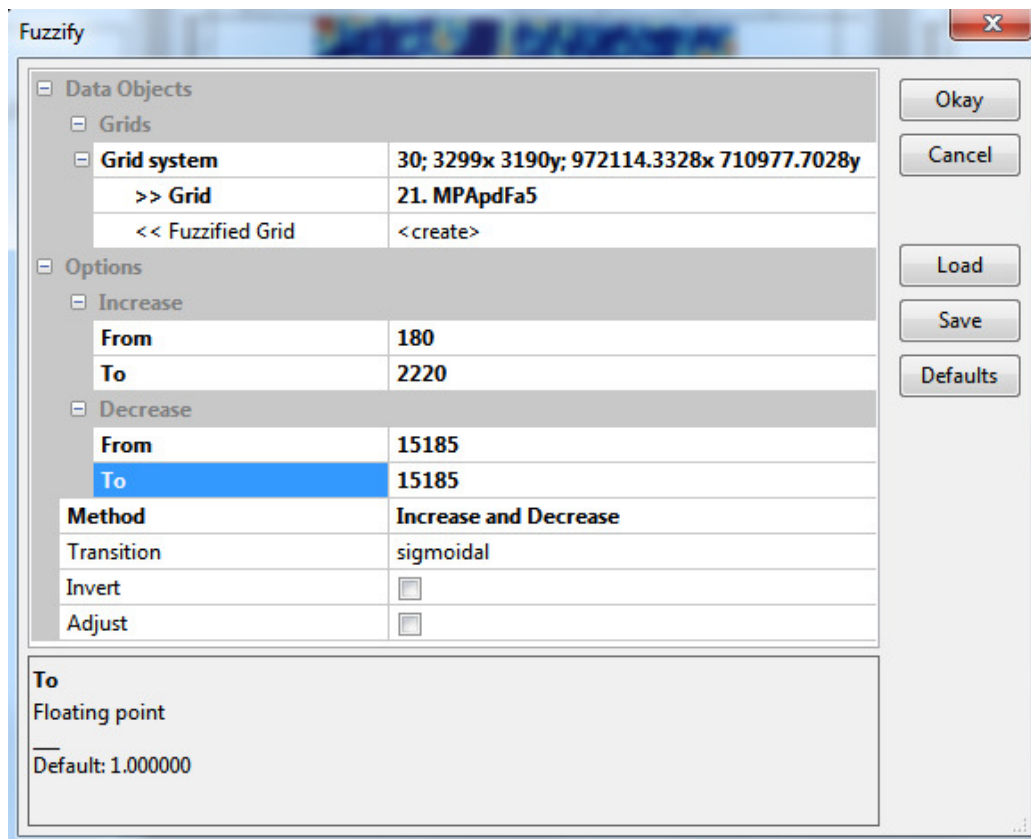 Fuzzify
Data Objects
Grids
Grid system 30; 3299x 3190y; 972114.3328x 710977.7028y
>> Grid 21. MPApdFa5
<< Fuzzified Grid <create>
Options
Increase
From 180
To 2220
Decrease
From 15185
To 15185
Method Increase and Decrease
Transition sigmoidal
Invert
Adjust
To
Floating point
__
Default: 1.000000
Okay
Cancel
Load
Save
Defaults